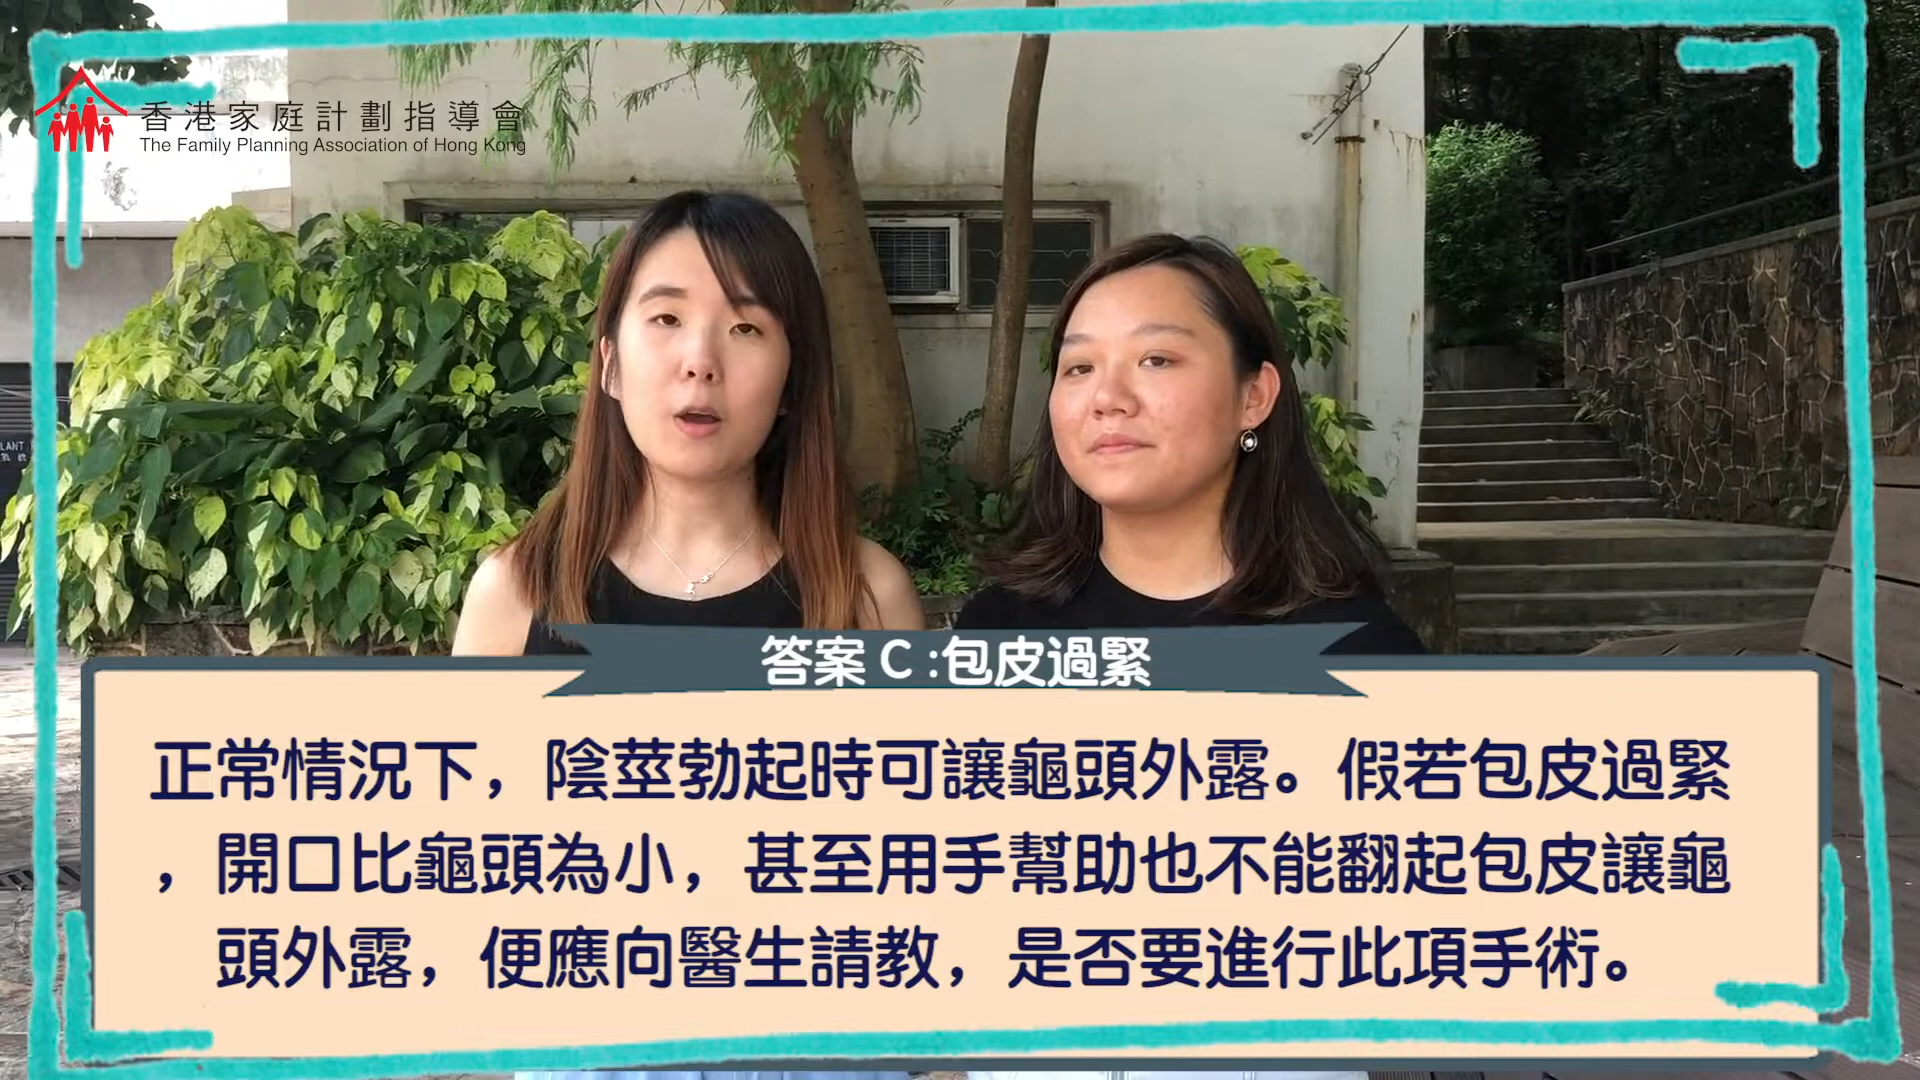 香港家庭計劃指導會
The Family Planning Association of Hong Kong
LANT
答案 C :包皮過緊
正常情況下，陰莖勃起時可讓龜頭外露。假若包皮過緊
，開口比龜頭為小，甚至用手幫助也不能翻起包皮讓龜
頭外露，便應向醫生請教，是否要進行此項手術。